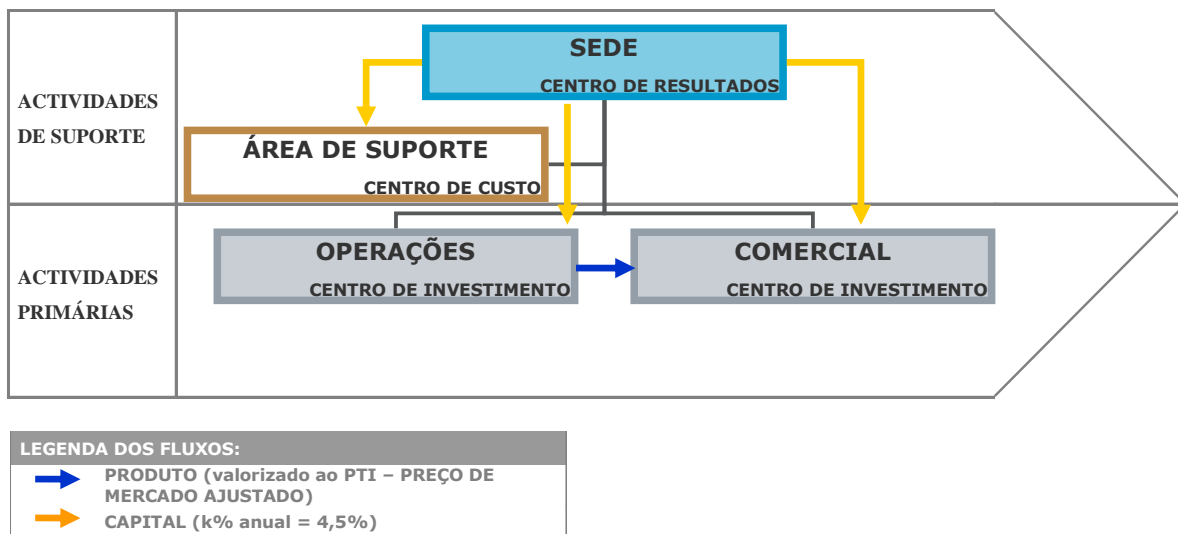 SEDE
CENTRO DE RESULTADOS
ACTIVIDADES
DE SUPORTE
ÁREA DE SUPORTE
CENTRO DE CUSTO
OPERAÇÕES
CENTRO DE INVESTIMENTO
COMERCIAL
CENTRO DE INVESTIMENTO
ACTIVIDADES
PRIMÁRIAS
LEGENDA DOS FLUXOS:
PRODUTO (valorizado ao PTI – PREÇO DE
MERCADO AJUSTADO)
CAPITAL (k% anual = 4,5%)